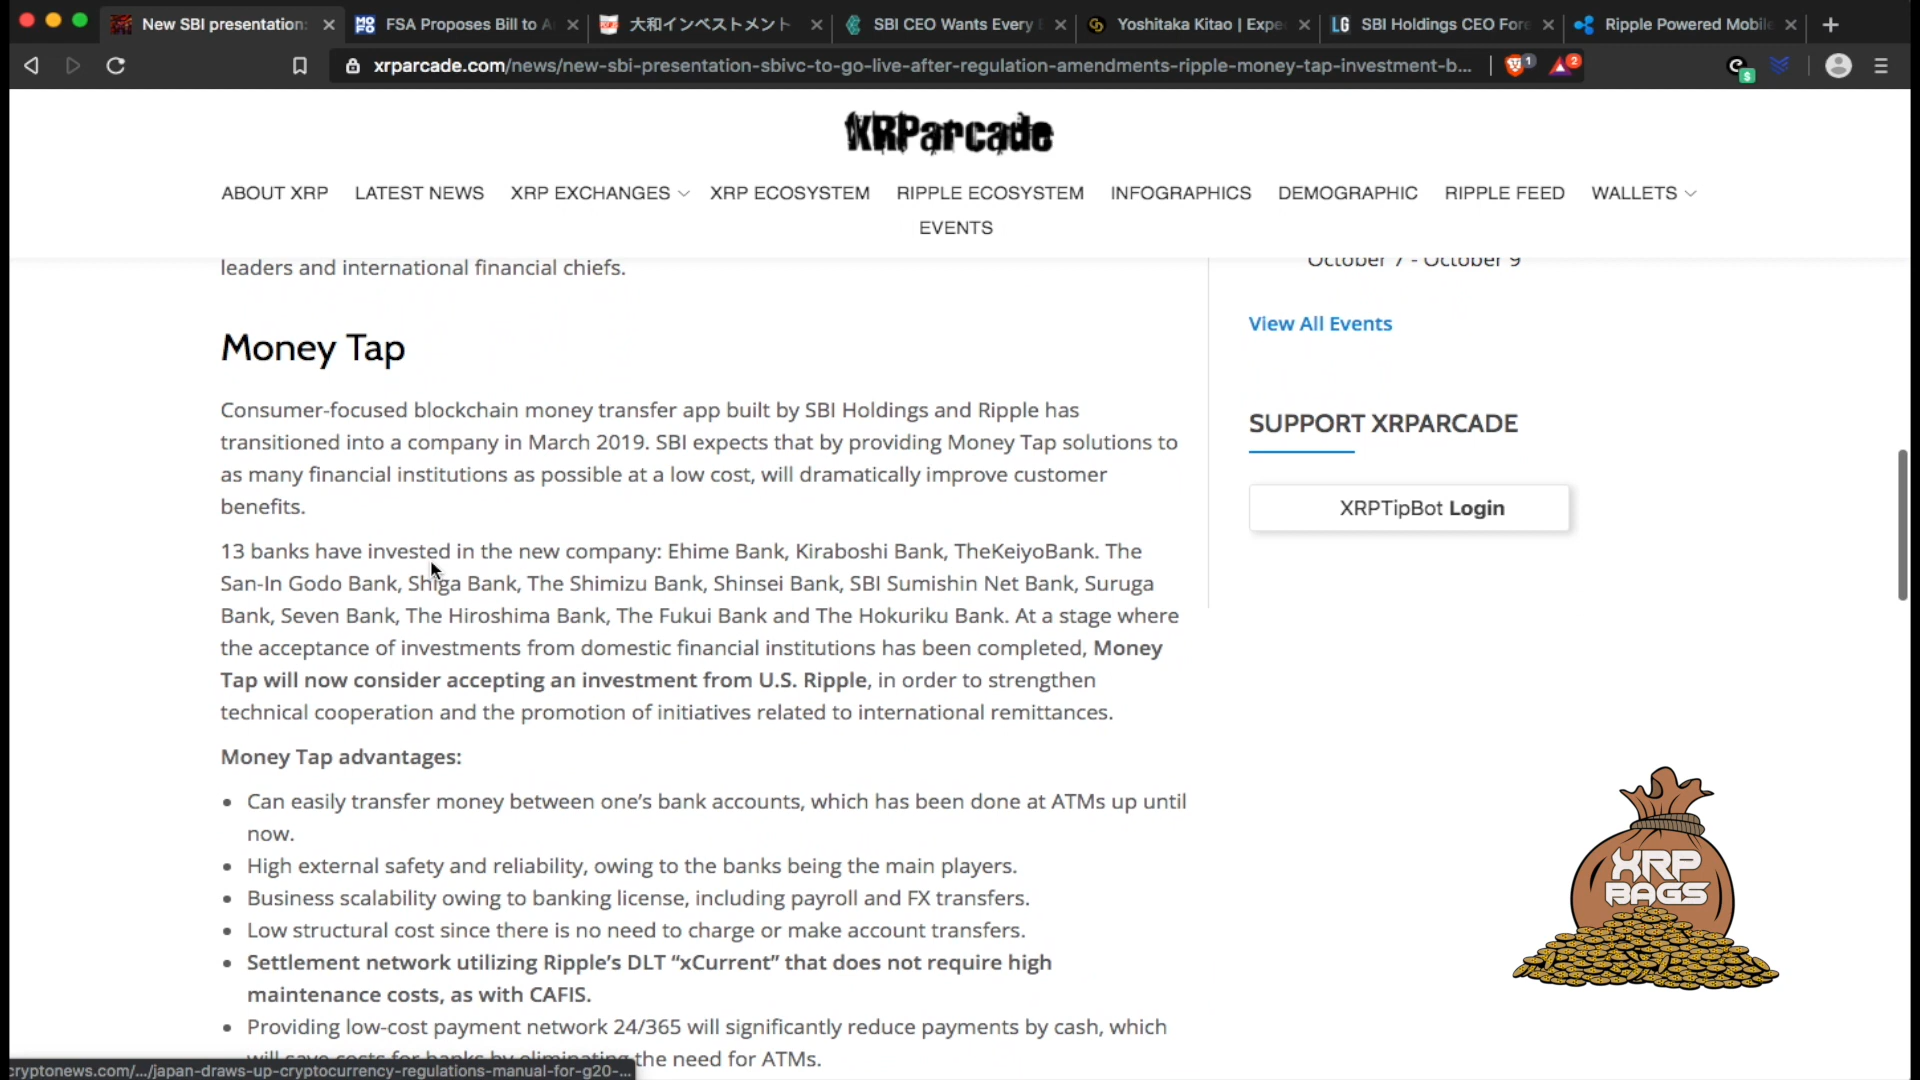 New SBI presentation:
FSA Proposes Bill to A
大和インベストメント
SBI CEO Wants Every
Yoshitaka Kitao | Expe
LG SBI Holdings CEO Fore
Ripple Powered Mobile
xrparcade.com/news/new-sbi-presentation-sbivc-to-go-live-after-regulation-amendments-ripple-money-tap-investment-b...
1
2
XRParcade
ABOUT XRP LATEST NEWS XRP EXCHANGES XRP ECOSYSTEM RIPPLE ECOSYSTEM INFOGRAPHICS DEMOGRAPHIC RIPPLE FEED WALLETS
EVENTS
leaders and international financial chiefs.
Money Tap
Consumer-focused blockchain money transfer app built by SBI Holdings and Ripple has
transitioned into a company in March 2019. SBI expects that by providing Money Tap solutions to
as many financial institutions as possible at a low cost, will dramatically improve customer
benefits.
13 banks have invested in the new company: Ehime Bank, Kiraboshi Bank, TheKeiyoBank. The
San-In Godo Bank, Shiga Bank, The Shimizu Bank, Shinsei Bank, SBI Sumishin Net Bank, Suruga
Bank, Seven Bank, The Hiroshima Bank, The Fukui Bank and The Hokuriku Bank. At a stage where
the acceptance of investments from domestic financial institutions has been completed, Money
Tap will now consider accepting an investment from U.S. Ripple, in order to strengthen
technical cooperation and the promotion of initiatives related to international remittances.
Money Tap advantages:
• Can easily transfer money between one's bank accounts, which has been done at ATMs up until
now.
• High external safety and reliability, owing to the banks being the main players.
• Business scalability owing to banking license, including payroll and FX transfers.
• Low structural cost since there is no need to charge or make account transfers.
• Settlement network utilizing Ripple's DLT “xCurrent” that does not require high
maintenance costs, as with CAFIS.
• Providing low-cost payment network 24/365 will significantly reduce payments by cash, which
will save costs for banks by eliminating the need for ATMs.
October 7 - October 9
View All Events
SUPPORT XRPARCADE
XRPTipBot Login
XRP
BAGS
cryptonews.com/.../japan-draws-up-cryptocurrency-regulations-manual-for-g20-...